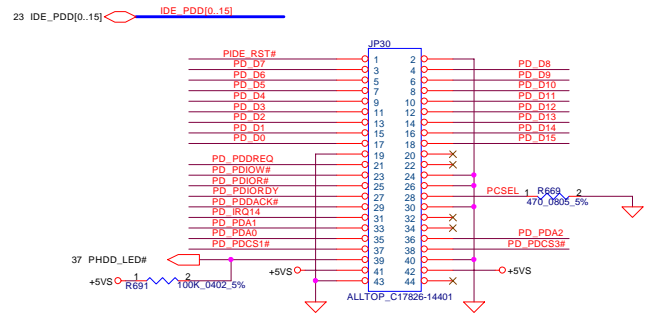 23 IDE_PDD[0..15] IDE_PDD[0..15]
JP30
PIDE_RST# 1 2
PD_D7 3 4 PD_D8
PD_D6 5 6 PD_D9
PD_D5 7 8 PD_D10
PD_D4 9 10 PD_D11
PD_D3 11 12 PD_D12
PD_D2 13 14 PD_D13
PD_D1 15 16 PD_D14
PD_D0 17 18 PD_D15
19 20
PD_PDDREQ 21 22
PD_PDIOW# 23 24
PD_PDIOR# 25 26
PD_PDIORDY 27 28 PCSEL 1 R669 2
470_0805_5%
PD_PDDACK# 29 30
PD_IRQ14 31 32
PD_PDA1 33 34
PD_PDA0 35 36 PD_PDA2
PD_PDCS1# 37 38 PD_PDCS3#
37 PHDD_LED# 39 40
+5VS 41 42 +5VS
+5VS 1 2 43 44
R691 100K_0402_5%
ALLTOP_C17826-14401